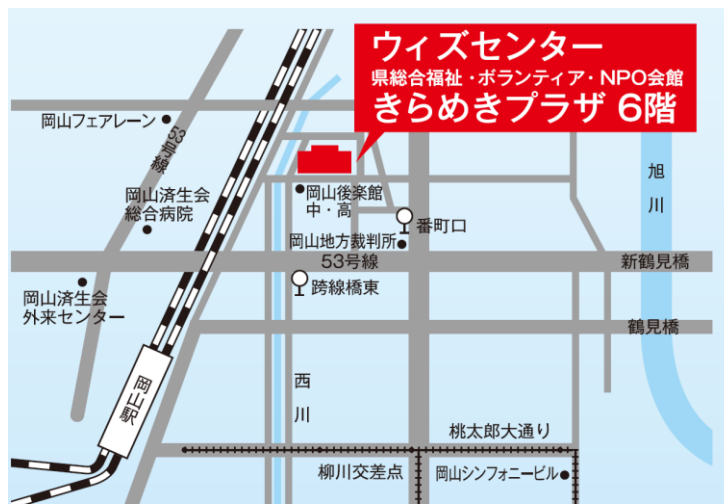 ウィズセンター
県総合福祉・ボランティア・NPO会館
きらめきプラザ 6階
岡山フェアレーン
53号線
旭川
岡山済生会
総合病院
岡山後楽館
中・高
番町口
岡山地方裁判所
53号線
新鶴見橋
岡山済生会
外来センター
跨線橋東
鶴見橋
岡山駅
西川
桃太郎大通り
柳川交差点
岡山シンフォニービル